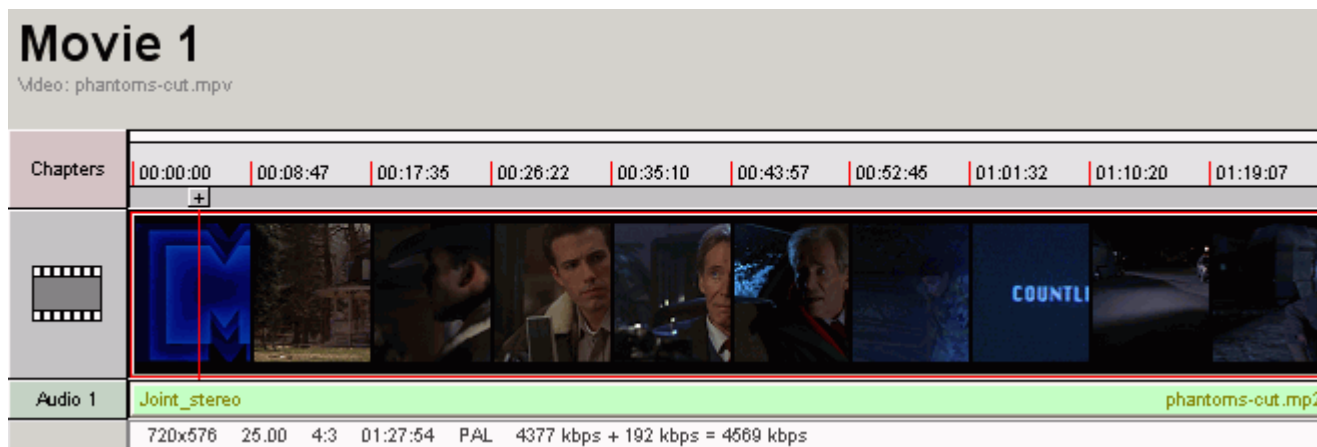 Movie 1
Video: phantoms-cut.mpv
Chapters
00:00:00 00:08:47 00:17:35 00:26:22 00:35:10 00:43:57 00:52:45 01:01:32 01:10:20 01:19:07
+
COUNTL
Audio 1 Joint_stereo phantoms-cut.mp2
720x576 25.00 4:3 01:27:54 PAL 4377 kbps + 192 kbps = 4569 kbps